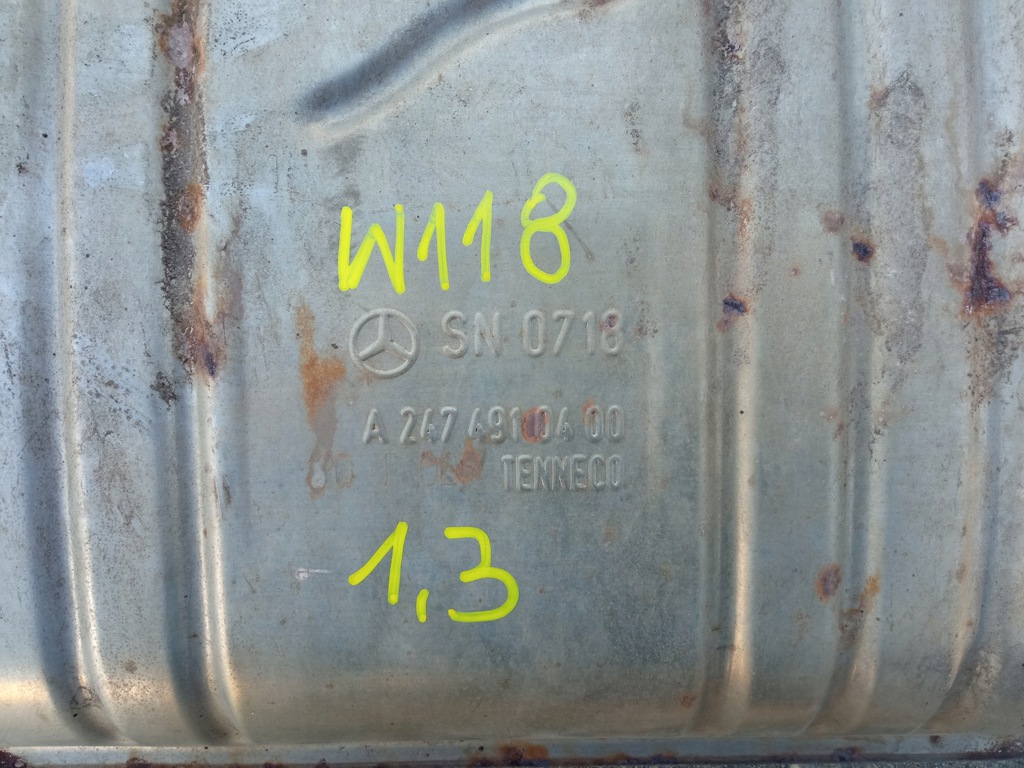 W118
SN 0718
A 247 491 04 00
TENNECO
1,3